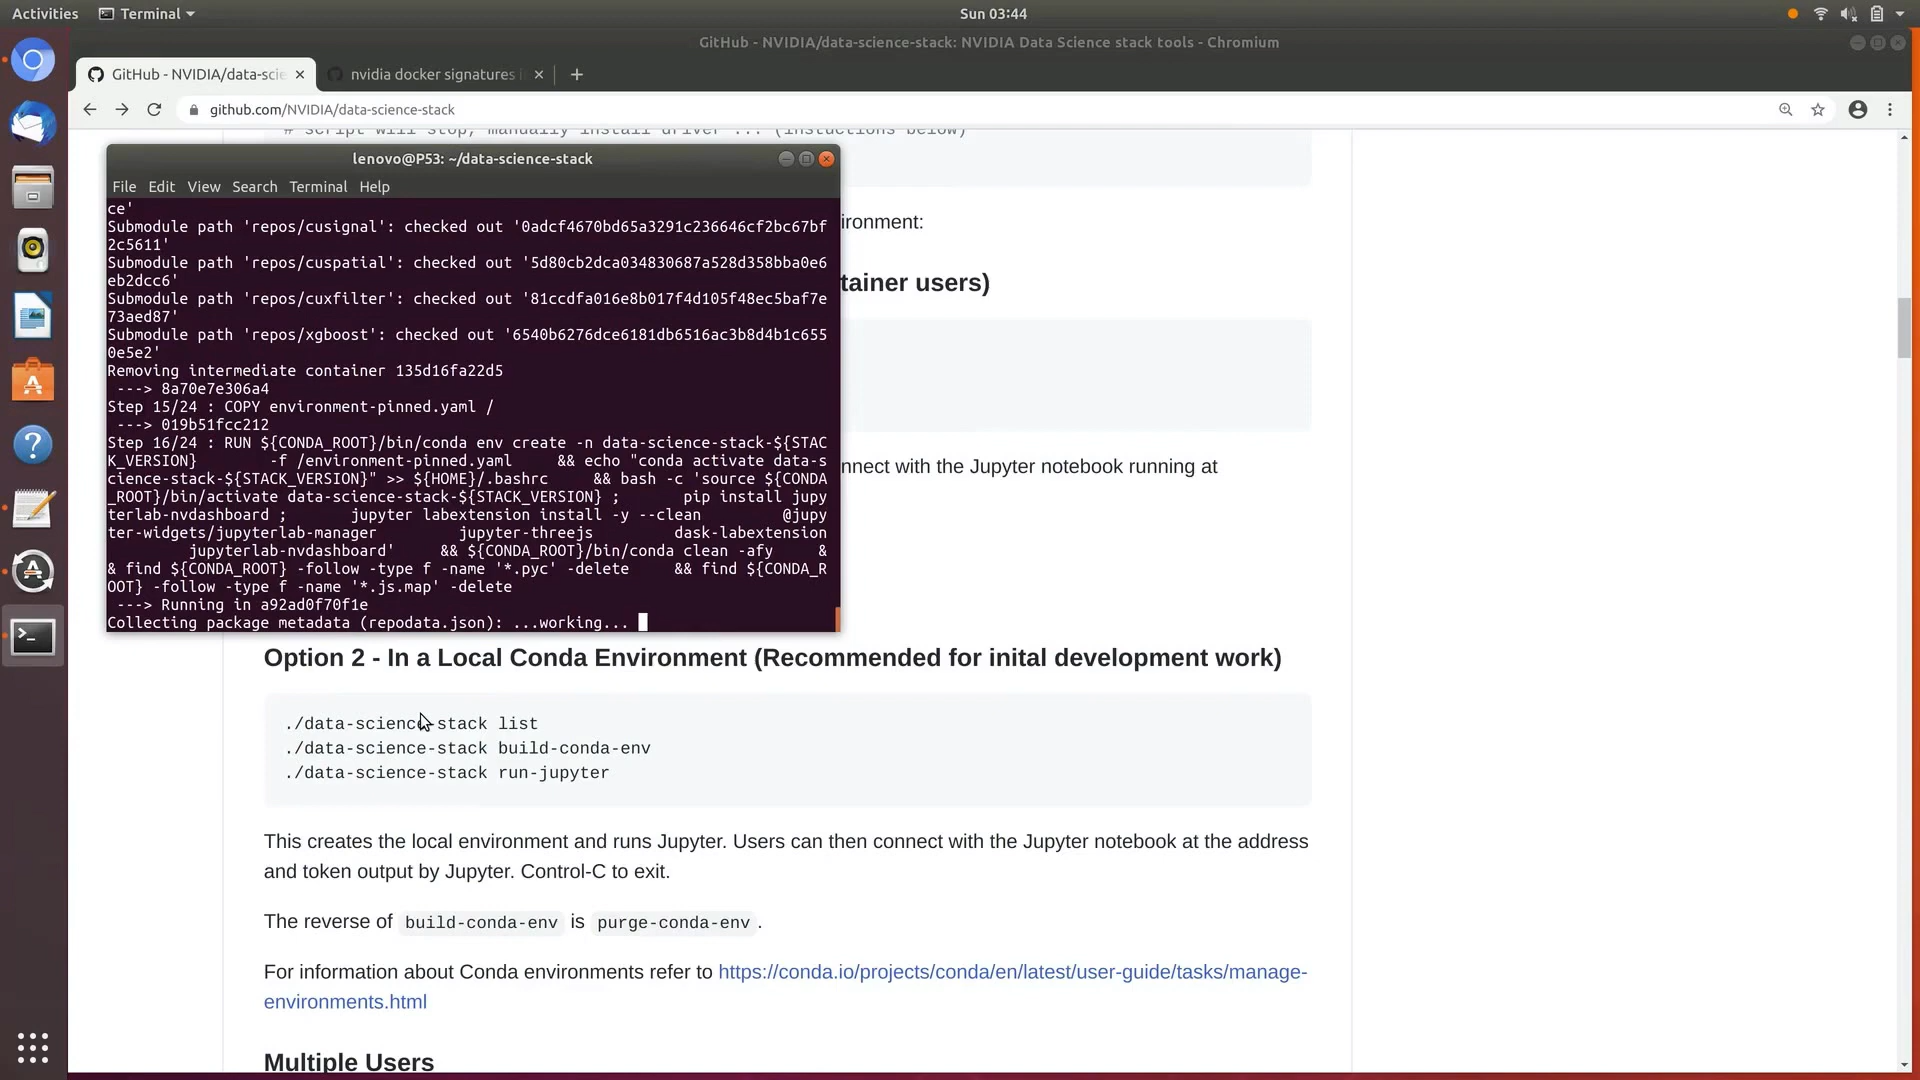 Activities
Terminal
Sun 03:44
GitHub - NVIDIA/data-science-stack: NVIDIA Data Science stack tools - Chromium
GitHub - NVIDIA/data-scie
nvidia docker signatures i
github.com/NVIDIA/data-science-stack
# script will stop, manually install driver ... (instuctions below)
lenovo@P53: ~/data-science-stack
File Edit View Search Terminal Help
ce'
Submodule path 'repos/cusignal': checked out '0adcf4670bd65a3291c236646cf2bc67bf
2c5611'
Submodule path 'repos/cuspatial': checked out '5d80cb2dca034830687a528d358bba0e6
eb2dcc6'
Submodule path 'repos/cuxfilter': checked out '81ccdfa016e8b017f4d105f48ec5baf7e
73aed87'
Submodule path 'repos/xgboost': checked out '6540b6276dce6181db6516ac3b8d4b1c655
0e5e2'
Removing intermediate container 135d16fa22d5
---> 8a70e7e306a4
Step 15/24 : COPY environment-pinned.yaml /
---> 019b51fcc212
Step 16/24 : RUN ${CONDA_ROOT}/bin/conda env create -n data-science-stack-${STAC
K_VERSION}        -f /environment-pinned.yaml     && echo "conda activate data-s
cience-stack-${STACK_VERSION}" >> ${HOME}/.bashrc     && bash -c 'source ${CONDA
_ROOT}/bin/activate data-science-stack-${STACK_VERSION} ;       pip install jupy
terlab-nvdashboard ;       jupyter labextension install -y --clean         @jupy
ter-widgets/jupyterlab-manager         jupyter-threejs         dask-labextension
         jupyterlab-nvdashboard'     && ${CONDA_ROOT}/bin/conda clean -afy     &
& find ${CONDA_ROOT} -follow -type f -name '*.pyc' -delete     && find ${CONDA_R
OOT} -follow -type f -name '*.js.map' -delete
---> Running in a92ad0f70f1e
Collecting package metadata (repodata.json): ...working...
ironment:
tainer users)
nnect with the Jupyter notebook running at
Option 2 - In a Local Conda Environment (Recommended for inital development work)
./data-science-stack list
./data-science-stack build-conda-env
./data-science-stack run-jupyter
This creates the local environment and runs Jupyter. Users can then connect with the Jupyter notebook at the address
and token output by Jupyter. Control-C to exit.
The reverse of build-conda-env is purge-conda-env .
For information about Conda environments refer to https://conda.io/projects/conda/en/latest/user-guide/tasks/manage-
environments.html
Multiple Users